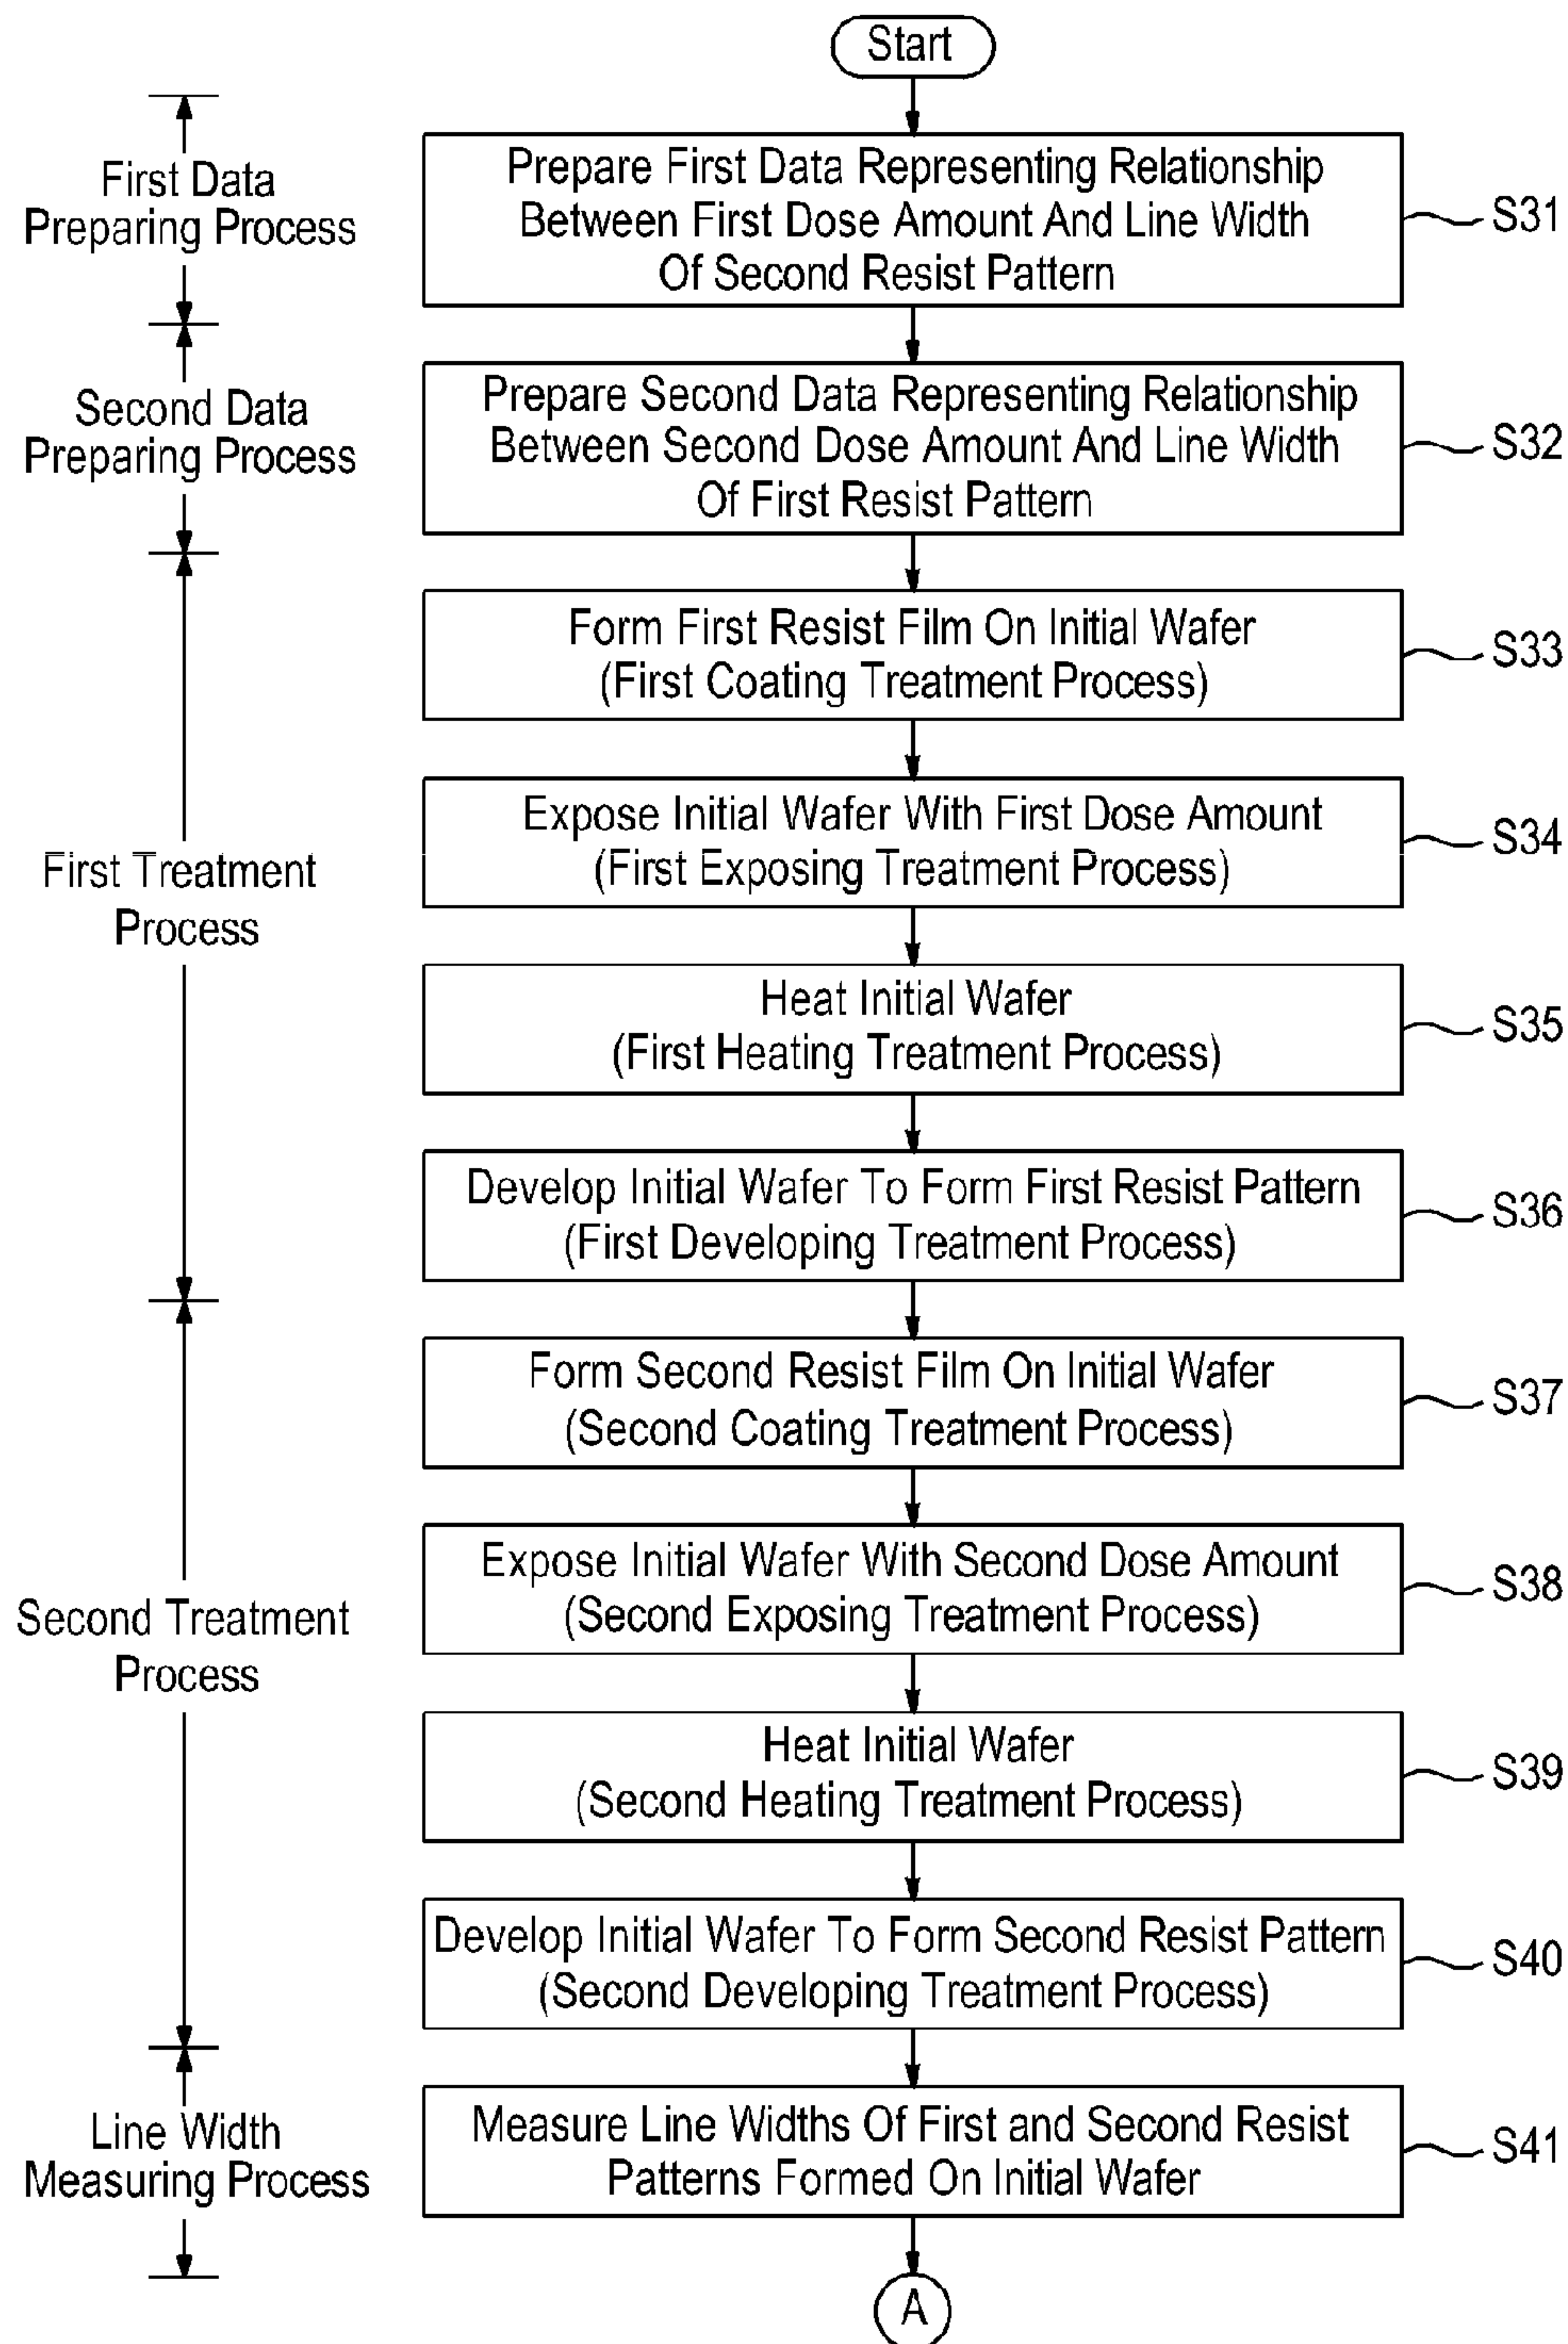 Start
First Data
Preparing Process
Prepare First Data Representing Relationship
Between First Dose Amount And Line Width
Of Second Resist Pattern
S31
Second Data
Preparing Process
Prepare Second Data Representing Relationship
Between Second Dose Amount And Line Width
Of First Resist Pattern
S32
First Treatment
Process
Form First Resist Film On Initial Wafer
(First Coating Treatment Process)
S33
Expose Initial Wafer With First Dose Amount
(First Exposing Treatment Process)
S34
Heat Initial Wafer
(First Heating Treatment Process)
S35
Develop Initial Wafer To Form First Resist Pattern
(First Developing Treatment Process)
S36
Second Treatment
Process
Form Second Resist Film On Initial Wafer
(Second Coating Treatment Process)
S37
Expose Initial Wafer With Second Dose Amount
(Second Exposing Treatment Process)
S38
Heat Initial Wafer
(Second Heating Treatment Process)
S39
Develop Initial Wafer To Form Second Resist Pattern
(Second Developing Treatment Process)
S40
Line Width
Measuring Process
Measure Line Widths Of First and Second Resist
Patterns Formed On Initial Wafer
S41
A